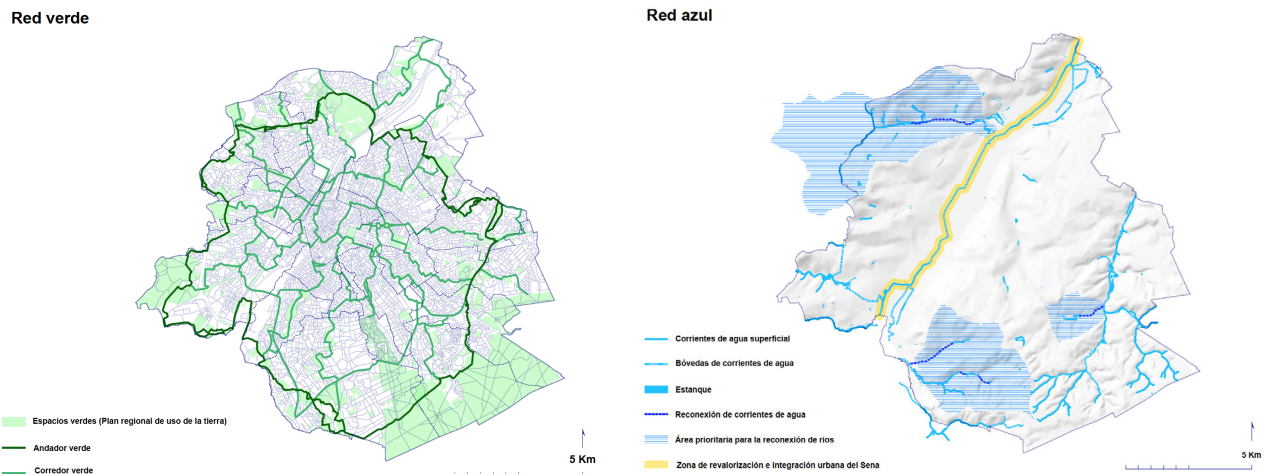 Red verde
Espacios verdes (Plan regional de uso de la tierra)
Andador verde
Corredor verde
5 Km
Red azul
Corrientes de agua superficial
Bóvedas de corrientes de agua
Estanque
Reconexión de corrientes de agua
Área prioritaria para la reconexión de rios
Zona de revalorización e integración urbana del Sena
5 Km